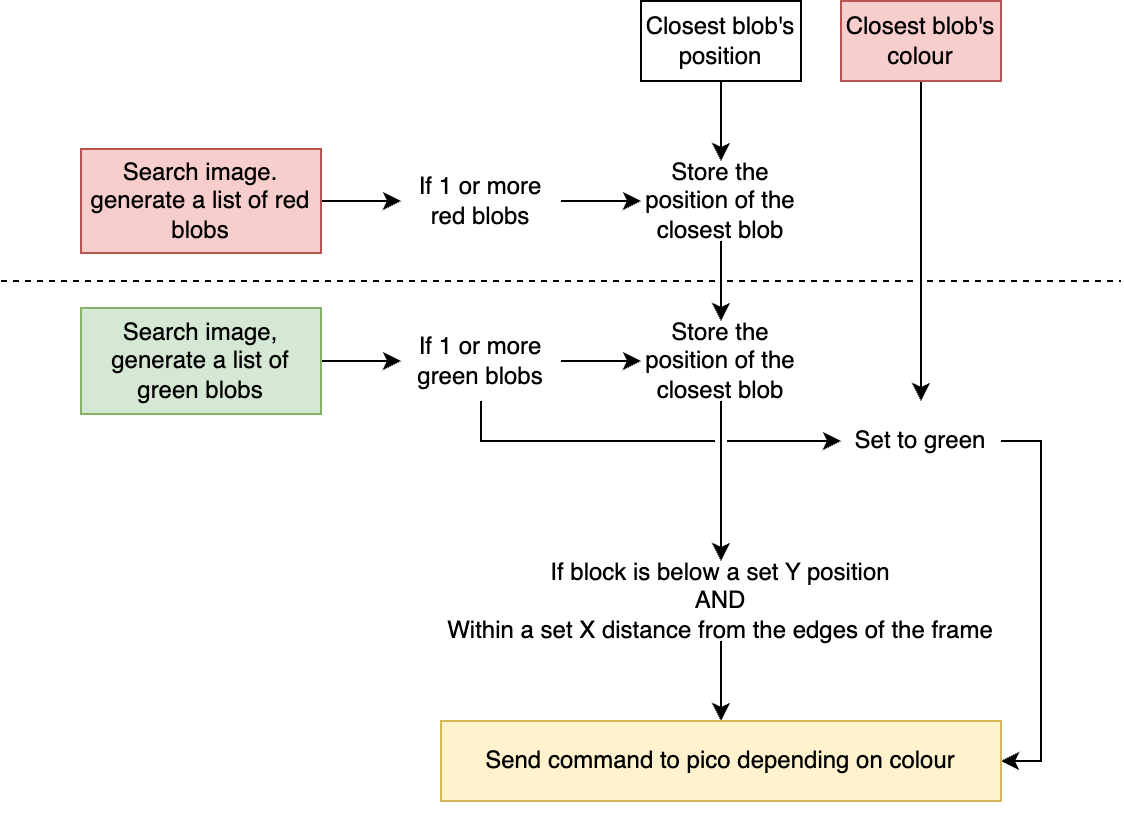 Closest blob's
position
Closest blob's
colour
Search image.
generate a list of red
blobs
If 1 or more
red blobs
Store the
position of the
closest blob
Search image,
generate a list of
green blobs
If 1 or more
green blobs
Store the
position of the
closest blob
Set to green
If block is below a set Y position
AND
Within a set X distance from the edges of the frame
Send command to pico depending on colour